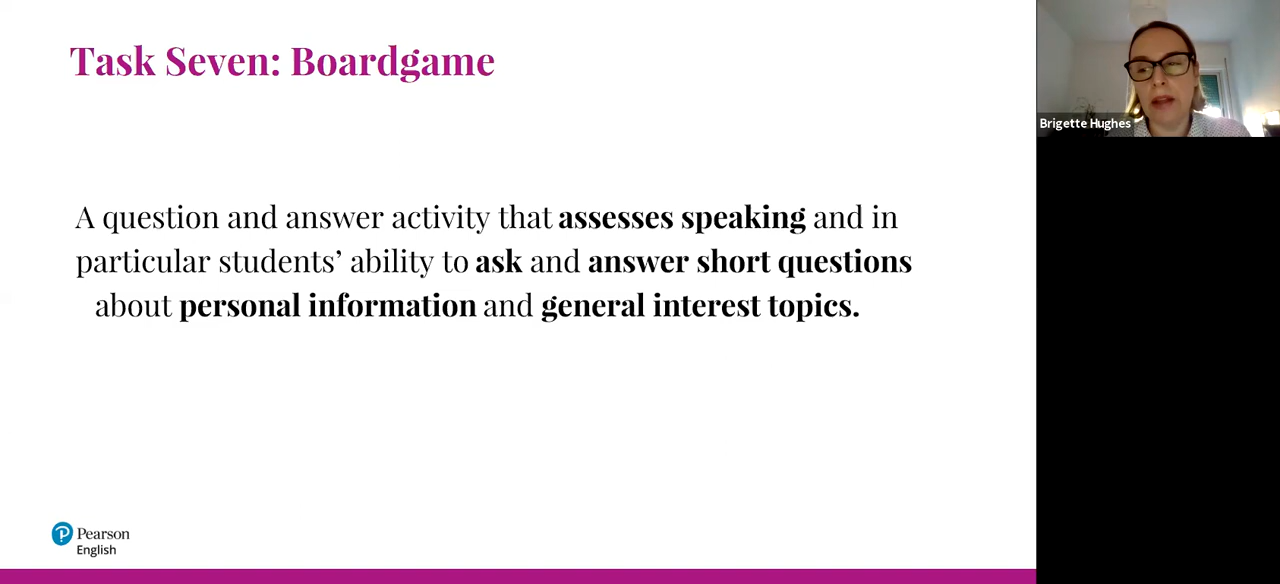 Task Seven: Boardgame
Brigette Hughes
A question and answer activity that assesses speaking and in
particular students’ ability to ask and answer short questions
about personal information and general interest topics.
Pearson
English